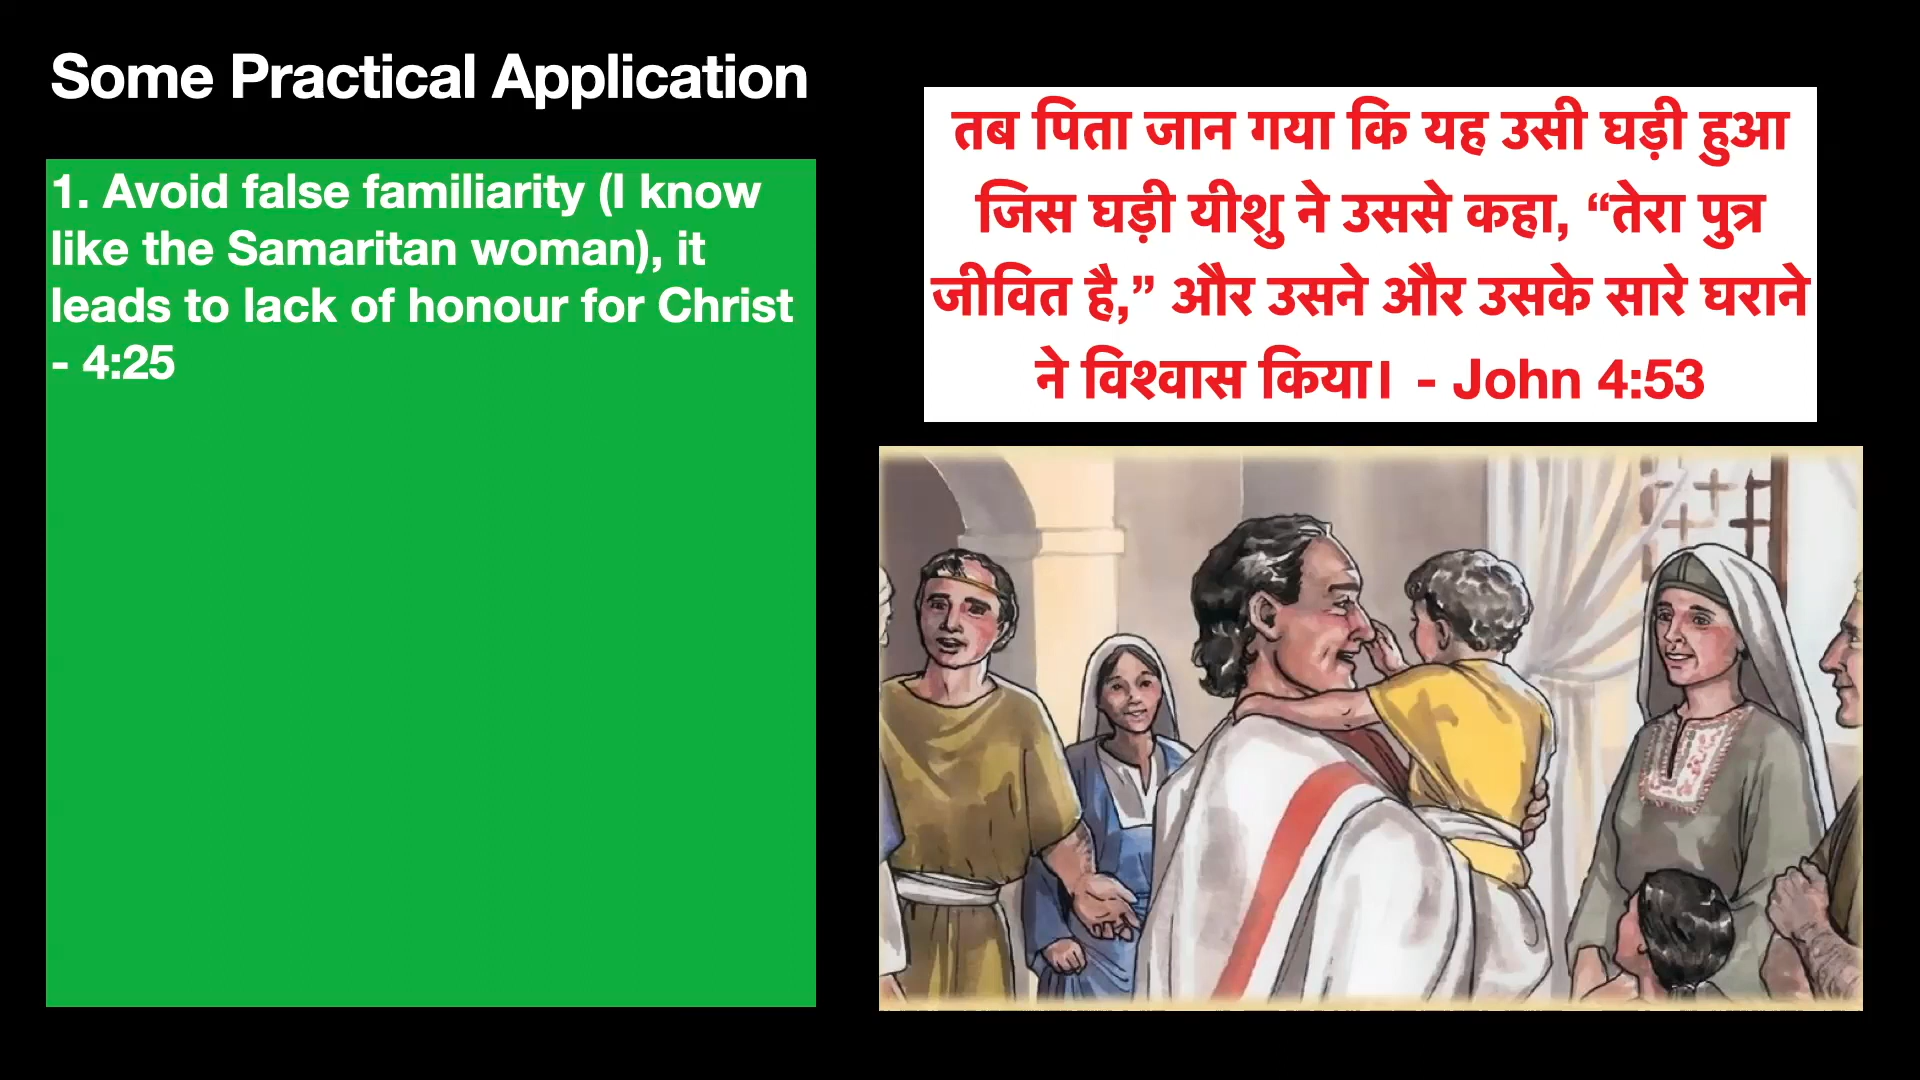 Some Practical Application
1. Avoid false familiarity (I know
like the Samaritan woman), it
leads to lack of honour for Christ
- 4:25
तब पिता जान गया कि यह उसी घड़ी हुआ
जिस घड़ी यीशु ने उससे कहा, “तेरा पुत्र
जीवित है,” और उसने और उसके सारे घराने
ने विश्वास किया। - John 4:53